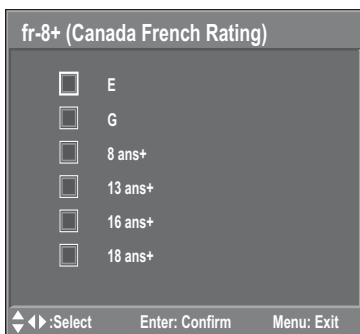 fr-8+ (Canada French Rating)
E
G
8 ans+
13 ans+
16 ans+
18 ans+
:Select Enter: Confirm Menu: Exit